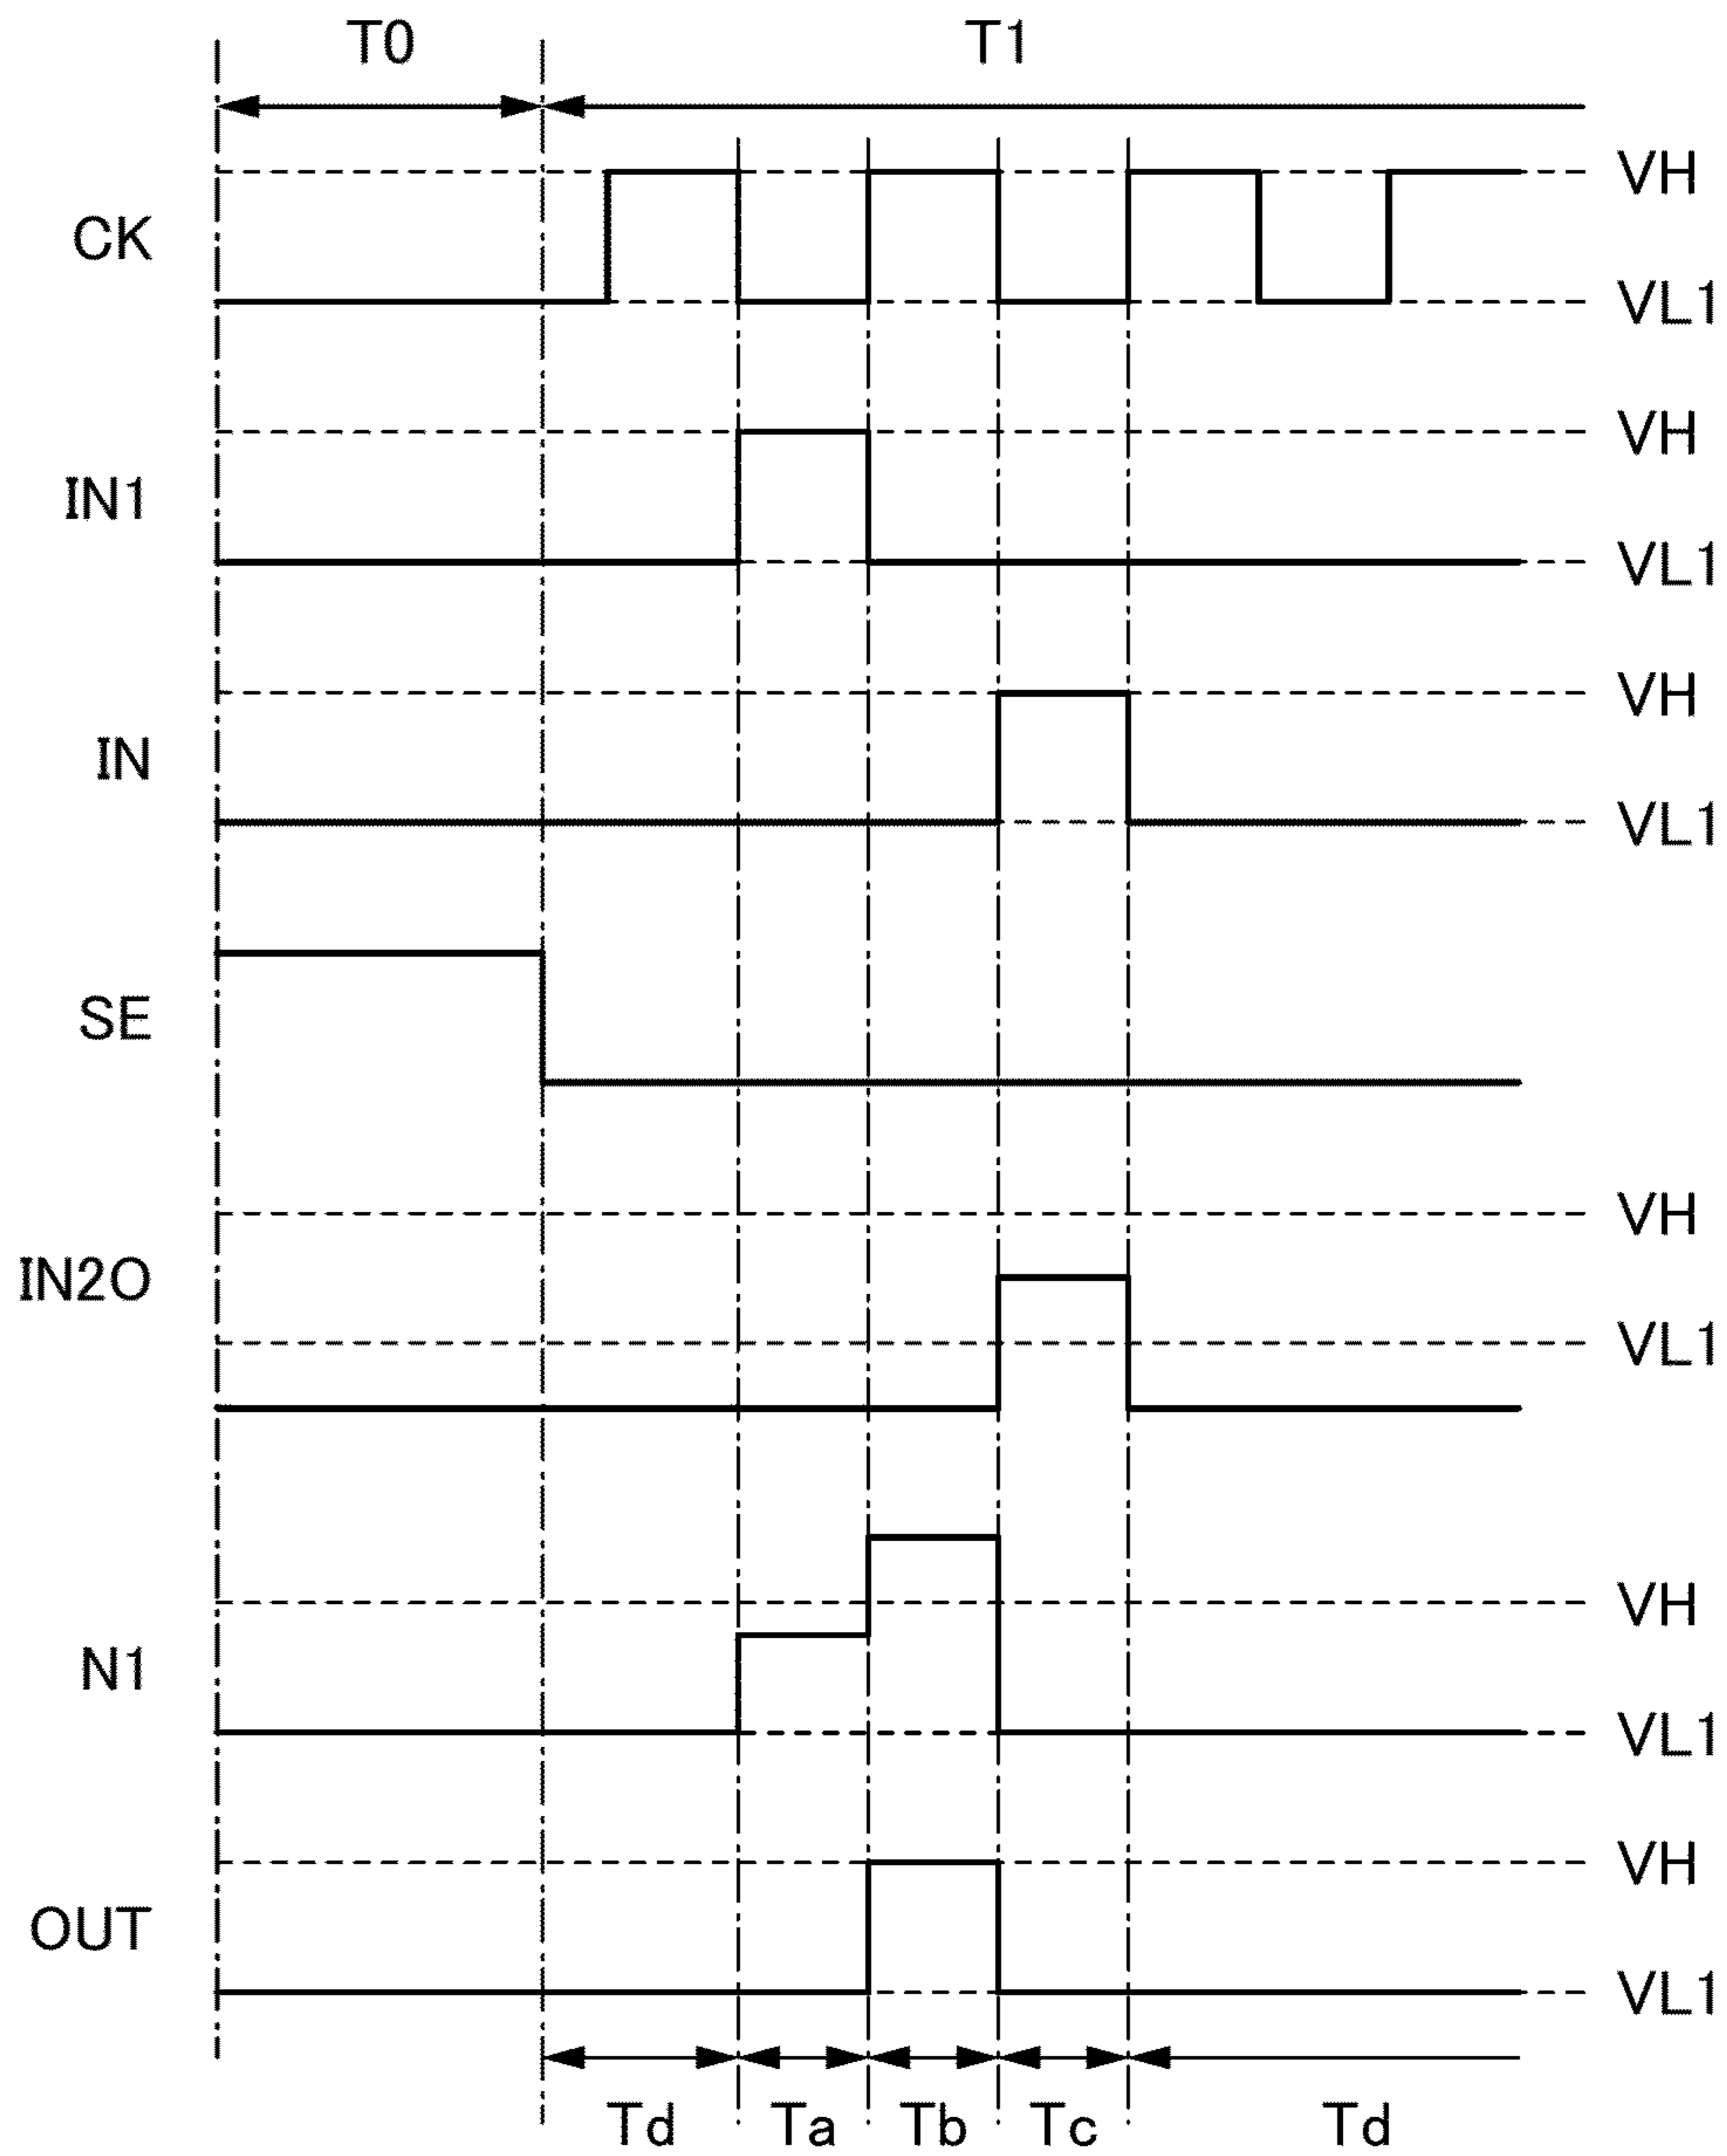 T0 T1
VH
CK
VL1
VH
IN1
VL1
VH
IN
VL1
SE
VH
IN2O
VL1
VH
N1
VL1
VH
OUT
VL1
Td Ta Tb Tc Td